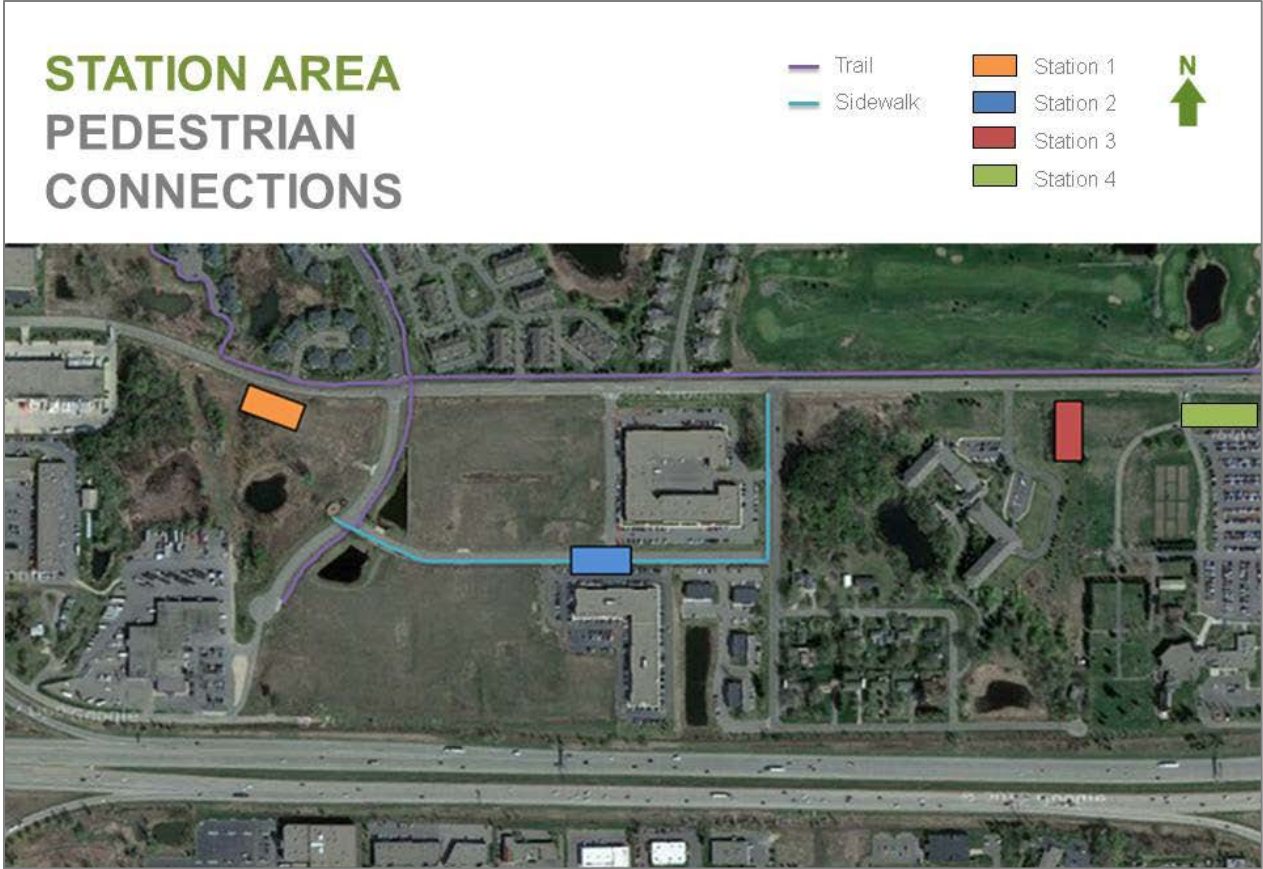 STATION AREA
PEDESTRIAN
CONNECTIONS
Trail
Sidewalk
Station 1
Station 2
Station 3
Station 4
N